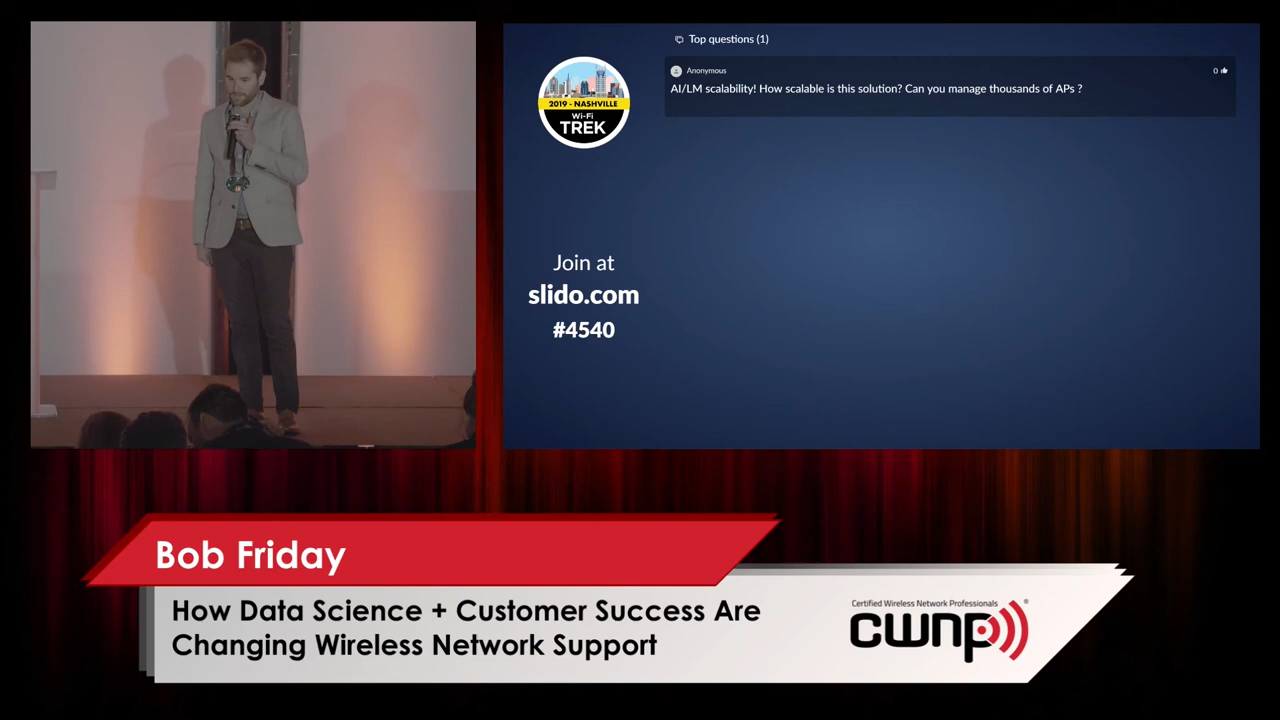 Top questions (1)
Anonymous
0
AI/LM scalability! How scalable is this solution? Can you manage thousands of APs ?
2019 - NASHVILLE
Wi-Fi
TREK
Join at
slido.com
#4540
Bob Friday
How Data Science + Customer Success Are
Changing Wireless Network Support
Certified Wireless Network Professionals
®
cwnp